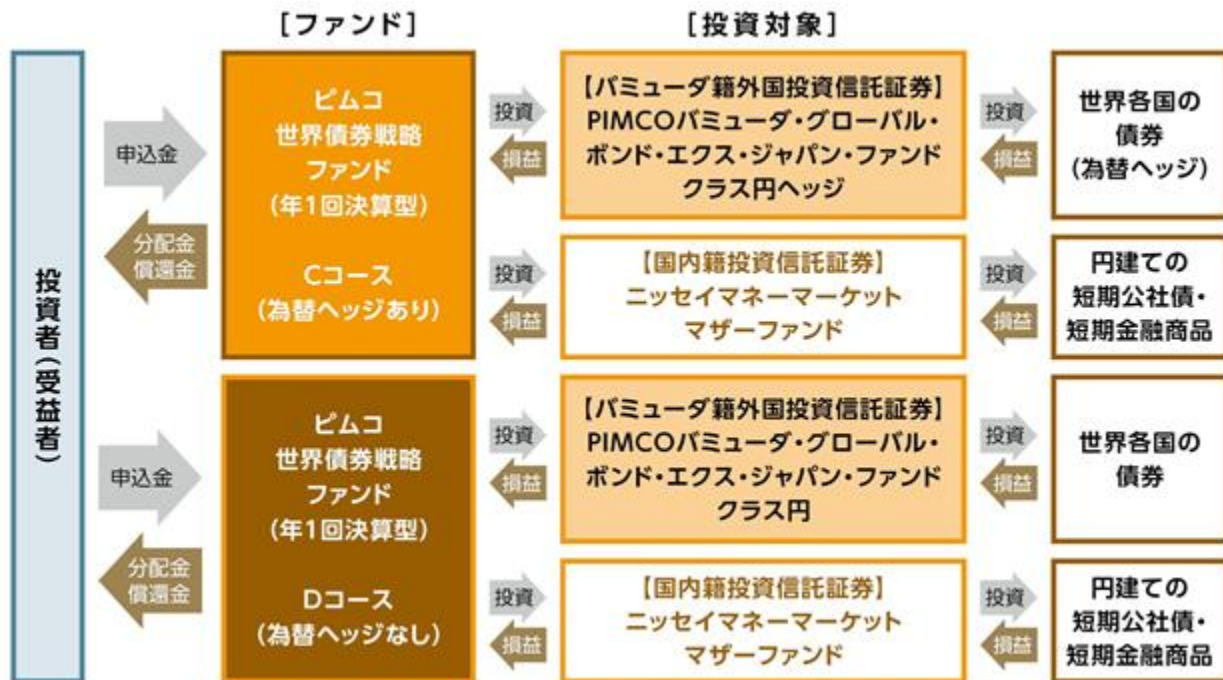 [ファンド]
[投資対象]
投資者(受益者)
申込金
分配金
償還金
ピムコ
世界債券戦略
ファンド
(年1回決算型)
Cコース
(為替ヘッジあり)
投資
損益
【バミューダ籍外国投資信託証券】
PIMCOバミューダ・グローバル・
ボンド・エクス・ジャパン・ファンド
クラス円ヘッジ
投資
損益
世界各国の
債券
(為替ヘッジ)
投資
損益
【国内籍投資信託証券】
ニッセイマネーマーケット
マザーファンド
投資
損益
円建ての
短期公社債・
短期金融商品
申込金
分配金
償還金
ピムコ
世界債券戦略
ファンド
(年1回決算型)
Dコース
(為替ヘッジなし)
投資
損益
【バミューダ籍外国投資信託証券】
PIMCOバミューダ・グローバル・
ボンド・エクス・ジャパン・ファンド
クラス円
投資
損益
世界各国の
債券
投資
損益
【国内籍投資信託証券】
ニッセイマネーマーケット
マザーファンド
投資
損益
円建ての
短期公社債・
短期金融商品